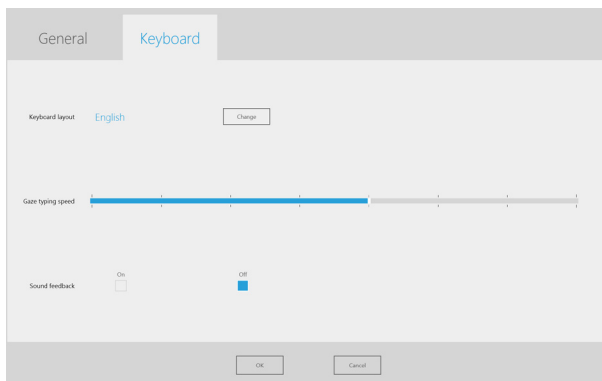 General Keyboard
Keyboard layout English Change
Gaze typing speed
On Off
Sound feedback
OK Cancel